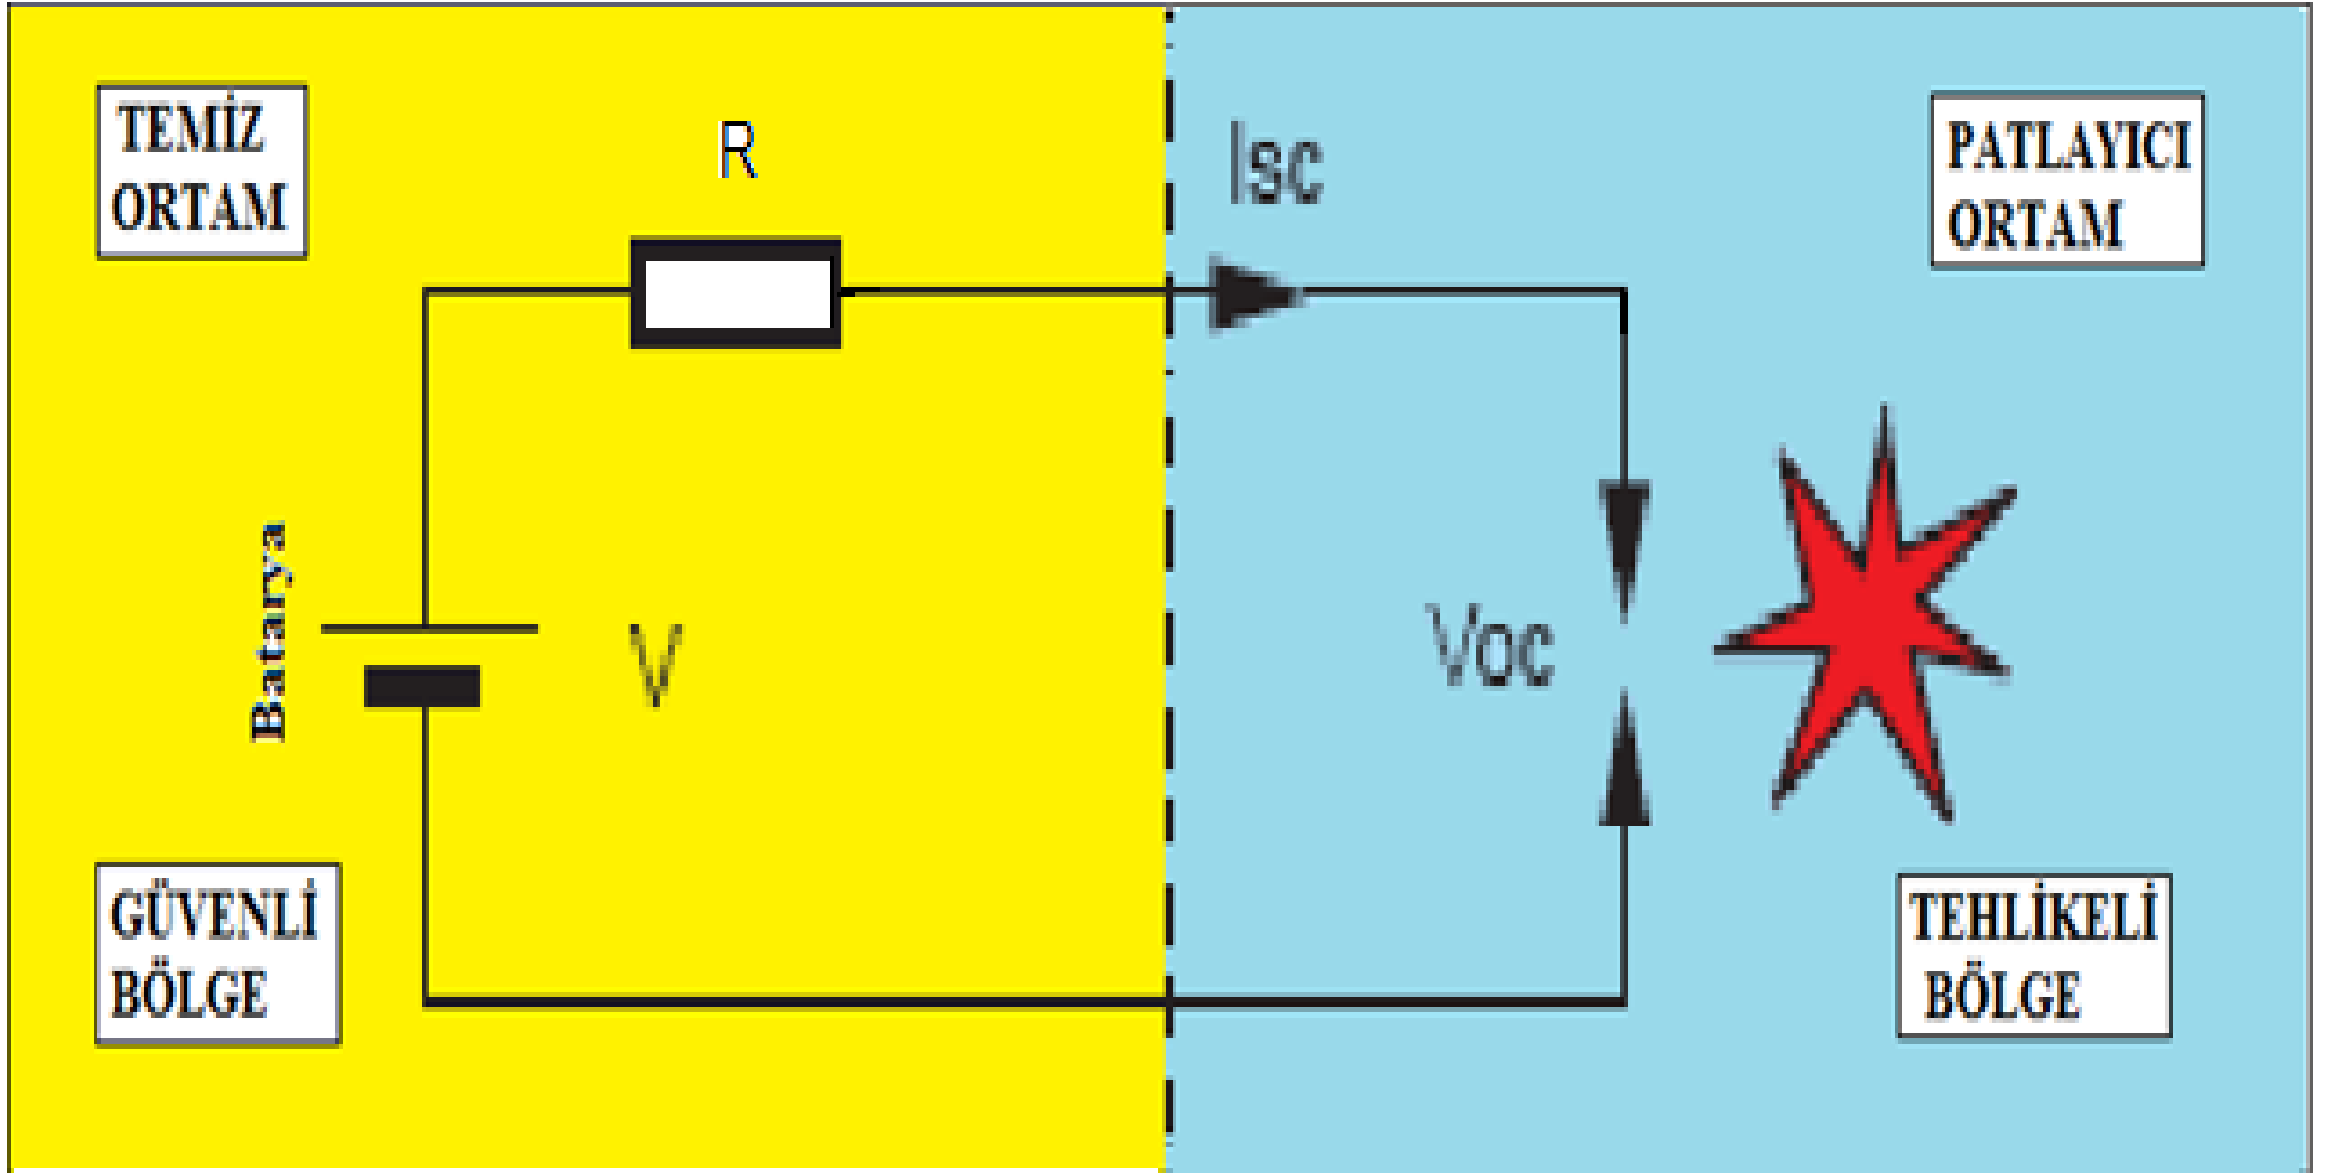 TEMİZ
ORTAM
R
Isc
PATLAYICI
ORTAM
Batarya
V
Voc
GÜVENLİ
BÖLGE
TEHLİKELİ
BÖLGE